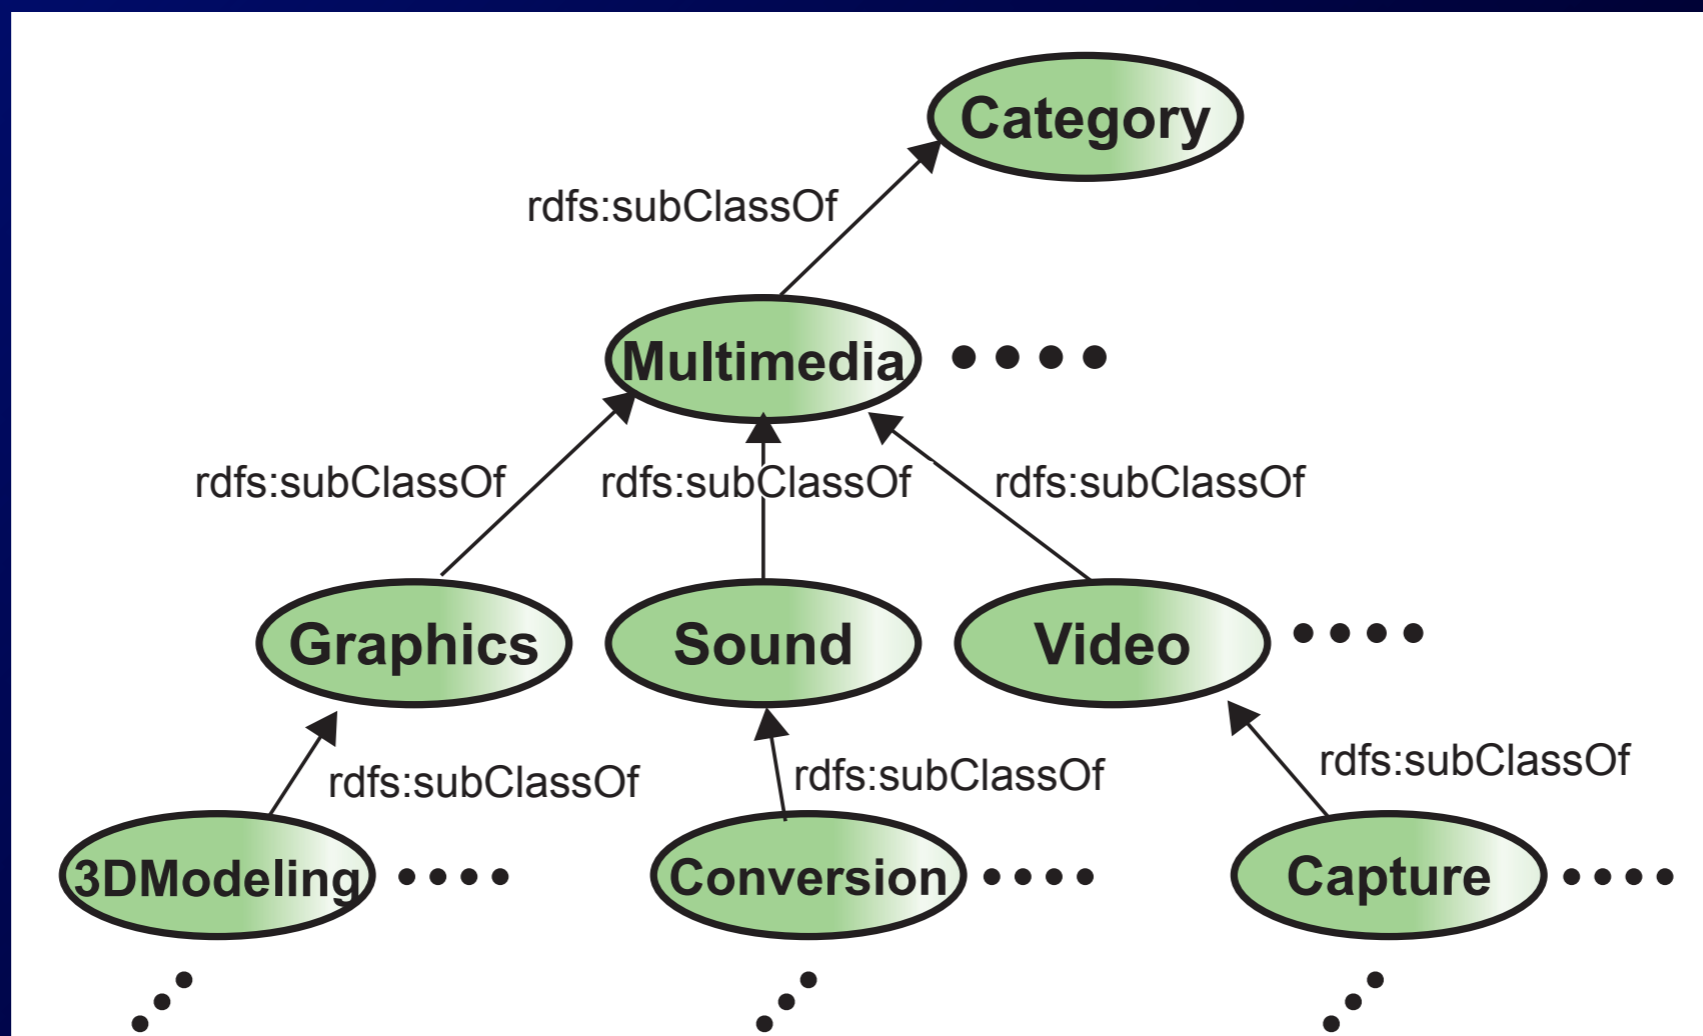 Category
rdfs:subClassOf
Multimedia
rdfs:subClassOf
rdfs:subClassOf
rdfs:subClassOf
Graphics
Sound
Video
rdfs:subClassOf
rdfs:subClassOf
rdfs:subClassOf
3DModeling
Conversion
Capture